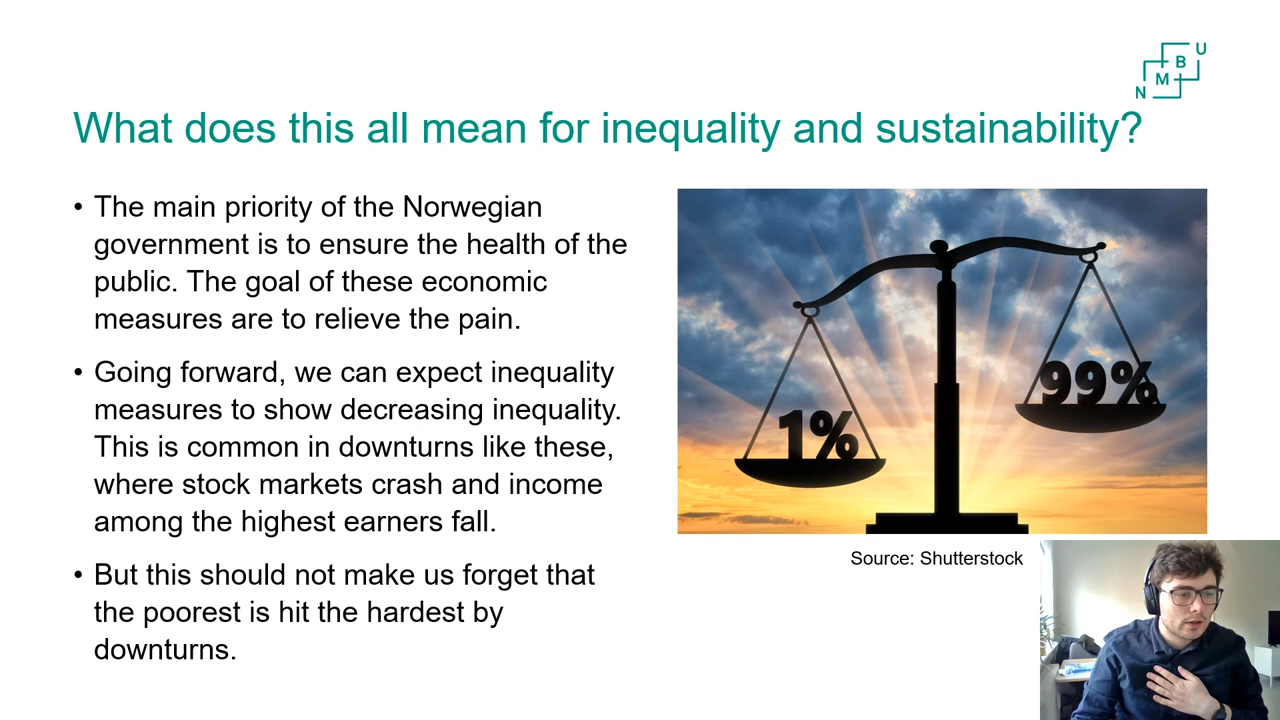 N M B U
What does this all mean for inequality and sustainability?
• The main priority of the Norwegian
government is to ensure the health of the
public. The goal of these economic
measures are to relieve the pain.
• Going forward, we can expect inequality
measures to show decreasing inequality.
This is common in downturns like these,
where stock markets crash and income
among the highest earners fall.
• But this should not make us forget that
the poorest is hit the hardest by
downturns.
1%
99%
Source: Shutterstock